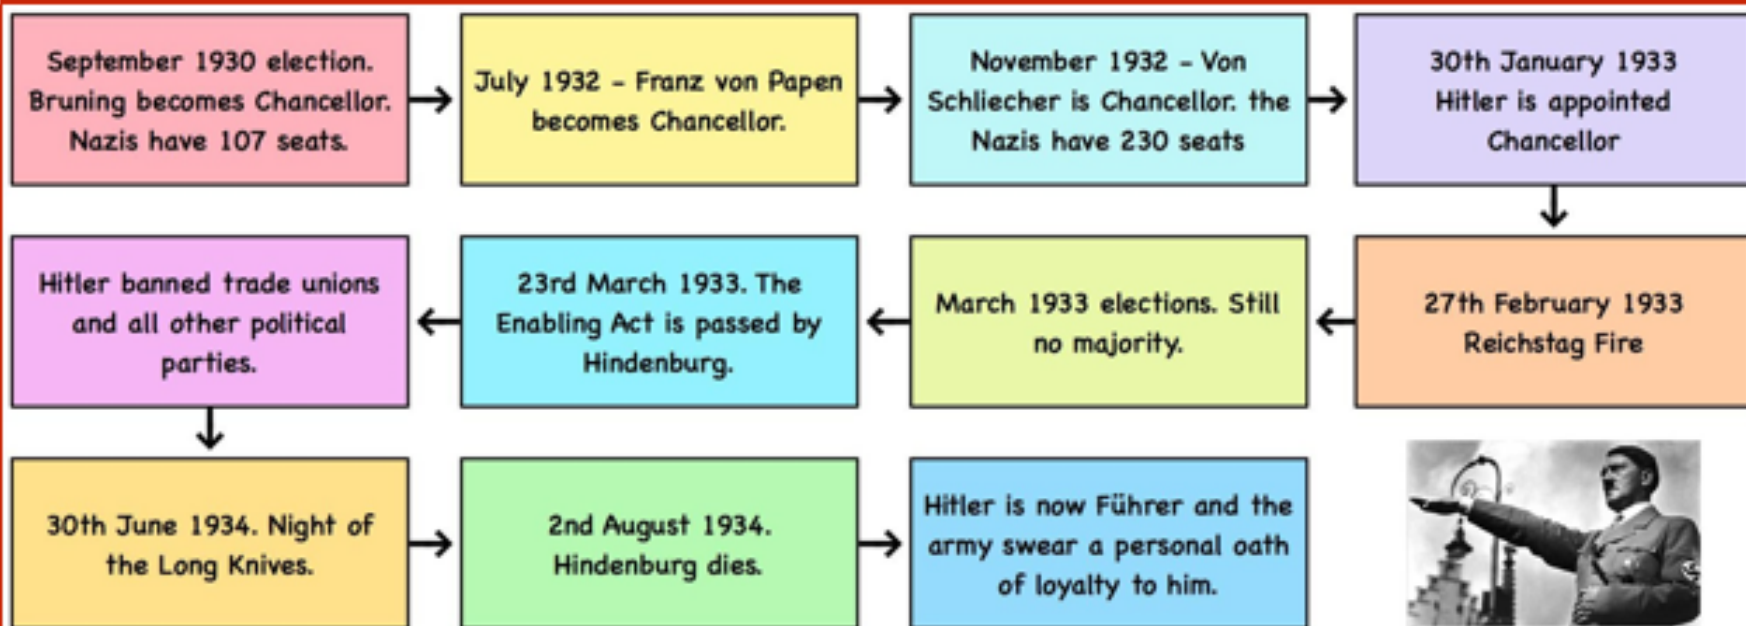 September 1930 election.
Bruning becomes Chancellor.
Nazis have 107 seats.
July 1932 - Franz von Papen
becomes Chancellor.
November 1932 - Von
Schliecher is Chancellor. the
Nazis have 230 seats
30th January 1933
Hitler is appointed
Chancellor
27th February 1933
Reichstag Fire
March 1933 elections. Still
no majority.
23rd March 1933. The
Enabling Act is passed by
Hindenburg.
Hitler banned trade unions
and all other political
parties.
30th June 1934. Night of
the Long Knives.
2nd August 1934.
Hindenburg dies.
Hitler is now Führer and the
army swear a personal oath
of loyalty to him.